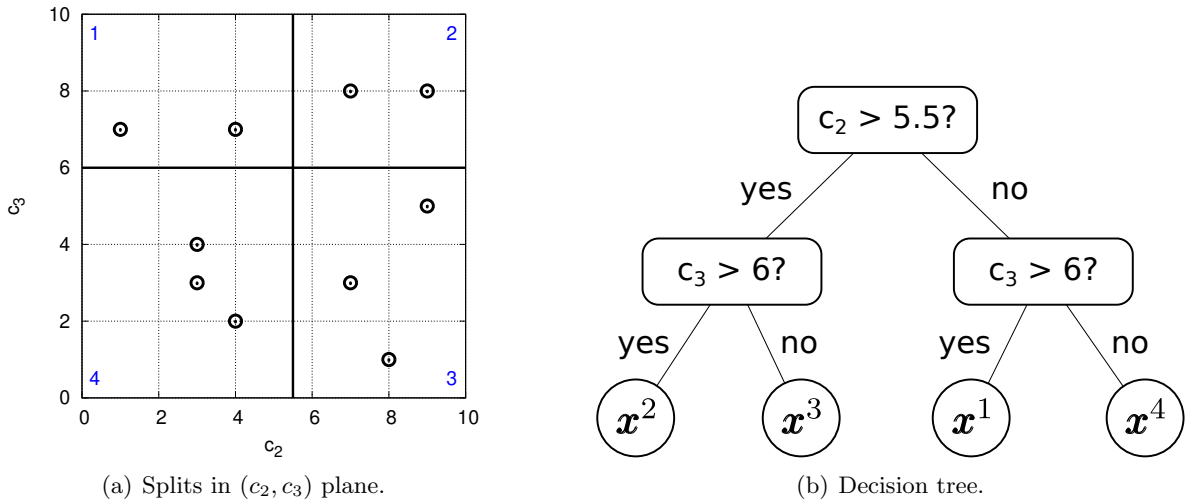 10
8
6
4
2
0
c₃
1
2
4
3
0
2
4
6
8
10
c₂
(a) Splits in (c₂, c₃) plane.
c₂ > 5.5?
yes
no
c₃ > 6?
c₃ > 6?
yes
no
yes
no
x²
x³
x¹
x⁴
(b) Decision tree.